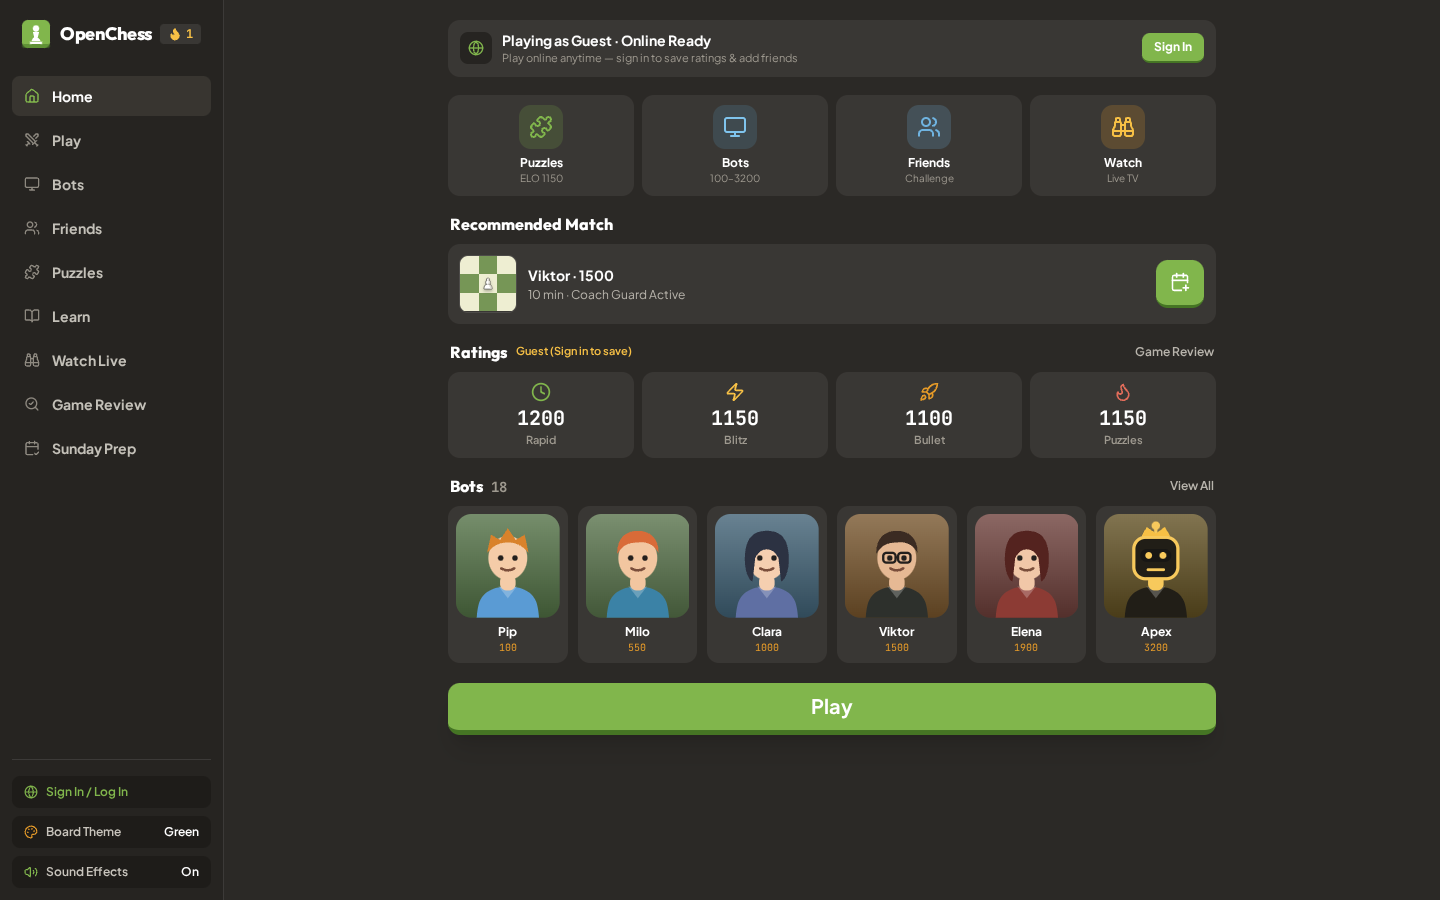 OpenChess 1
Home
Play
Bots
Friends
Puzzles
Learn
Watch Live
Game Review
Sunday Prep
Sign In / Log In
Board Theme Green
Sound Effects On
Playing as Guest · Online Ready
Play online anytime — sign in to save ratings & add friends
Sign In
Puzzles
ELO 1150
Bots
100–3200
Friends
Challenge
Watch
Live TV
Recommended Match
Viktor · 1500
10 min · Coach Guard Active
Ratings Guest (Sign in to save) Game Review
1200
Rapid
1150
Blitz
1100
Bullet
1150
Puzzles
Bots 18 View All
Pip
100
Milo
550
Clara
1000
Viktor
1500
Elena
1900
Apex
3200
Play